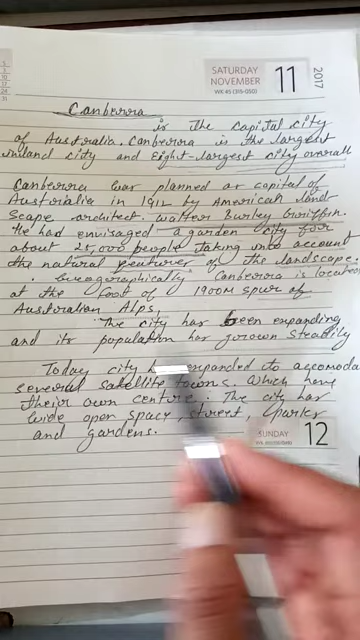 SATURDAY
NOVEMBER
WK-45 (315-050)
11
2017
Canberra
is the capital city
of Australia. Canberra is the largest
inland city and Eight-largest city overall
Canberra was planned as capital of
Australia in 1912 by American land-
scape architect. Walter Burley Griffin.
He had envisaged a garden city for
about 25,000 people taking into account
the natural features of the landscape.
. Geographically Canberra is located
at the foot of 1900M spur of
Australian Alps.
The city has been expanding
and its population has grown steadily
Today city expanded to accomoda
several satellite towns. Which have
their own centre. The city has
wide open space, street, parks
and gardens.
SUNDAY
12